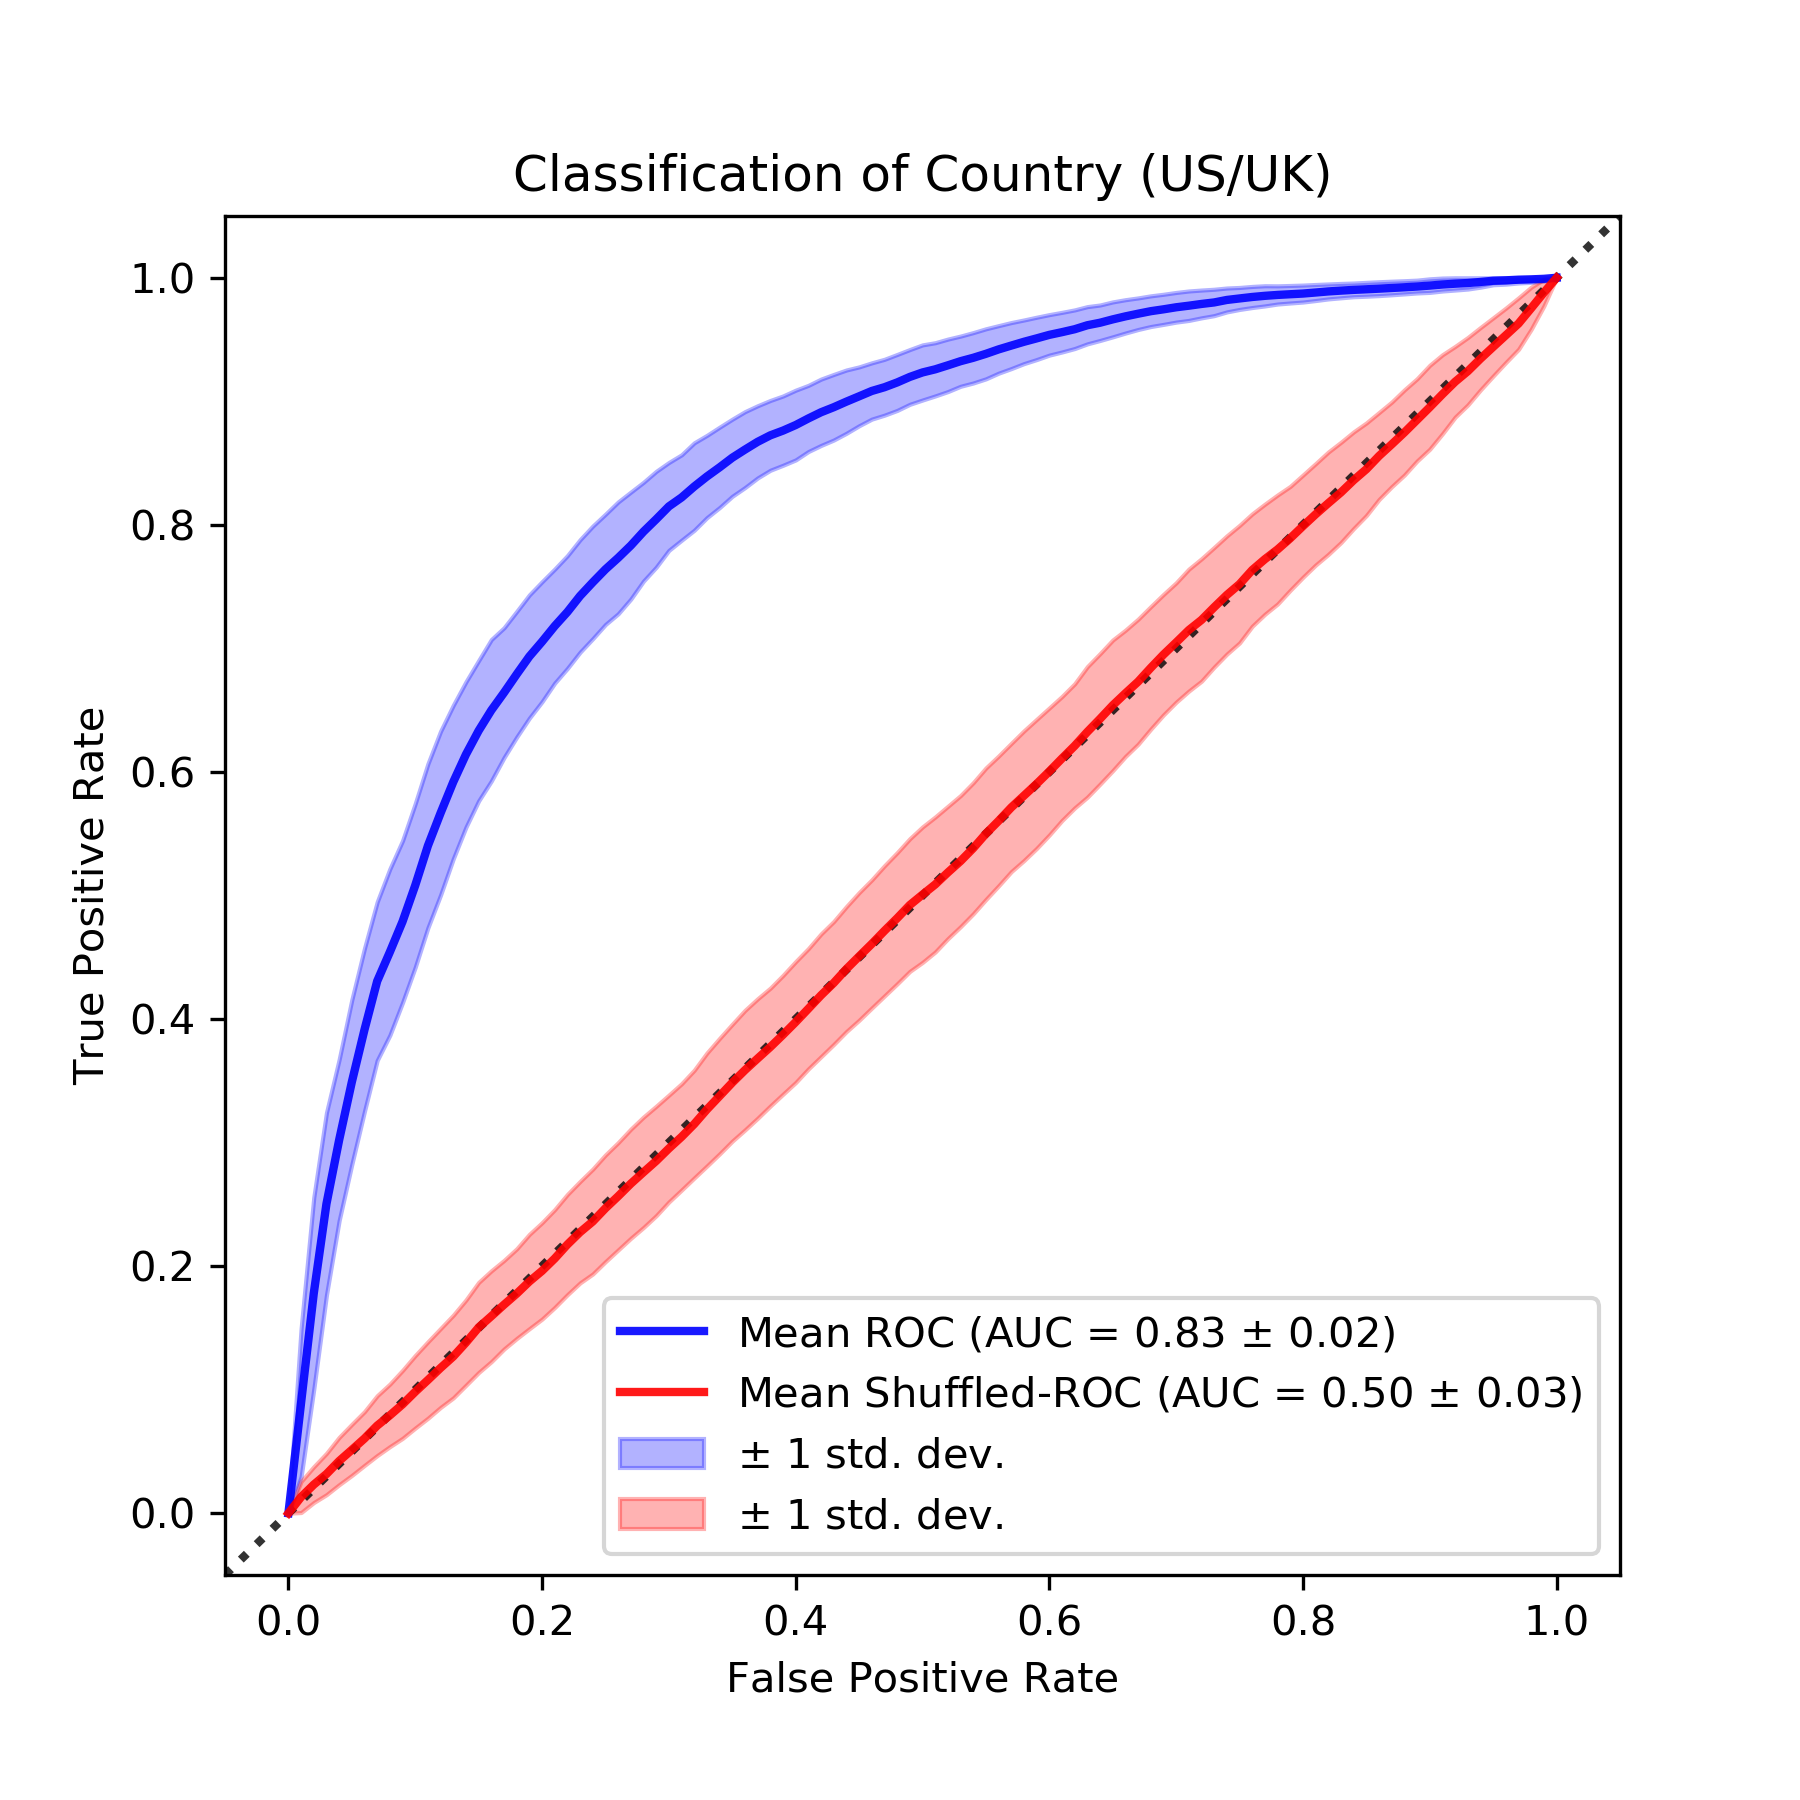 Classification of Country (US/UK)
1.0
0.8
0.6
0.4
0.2
0.0
True Positive Rate
Mean ROC (AUC = 0.83 ± 0.02)
Mean Shuffled-ROC (AUC = 0.50 ± 0.03)
± 1 std. dev.
± 1 std. dev.
0.0 0.2 0.4 0.6 0.8 1.0
False Positive Rate